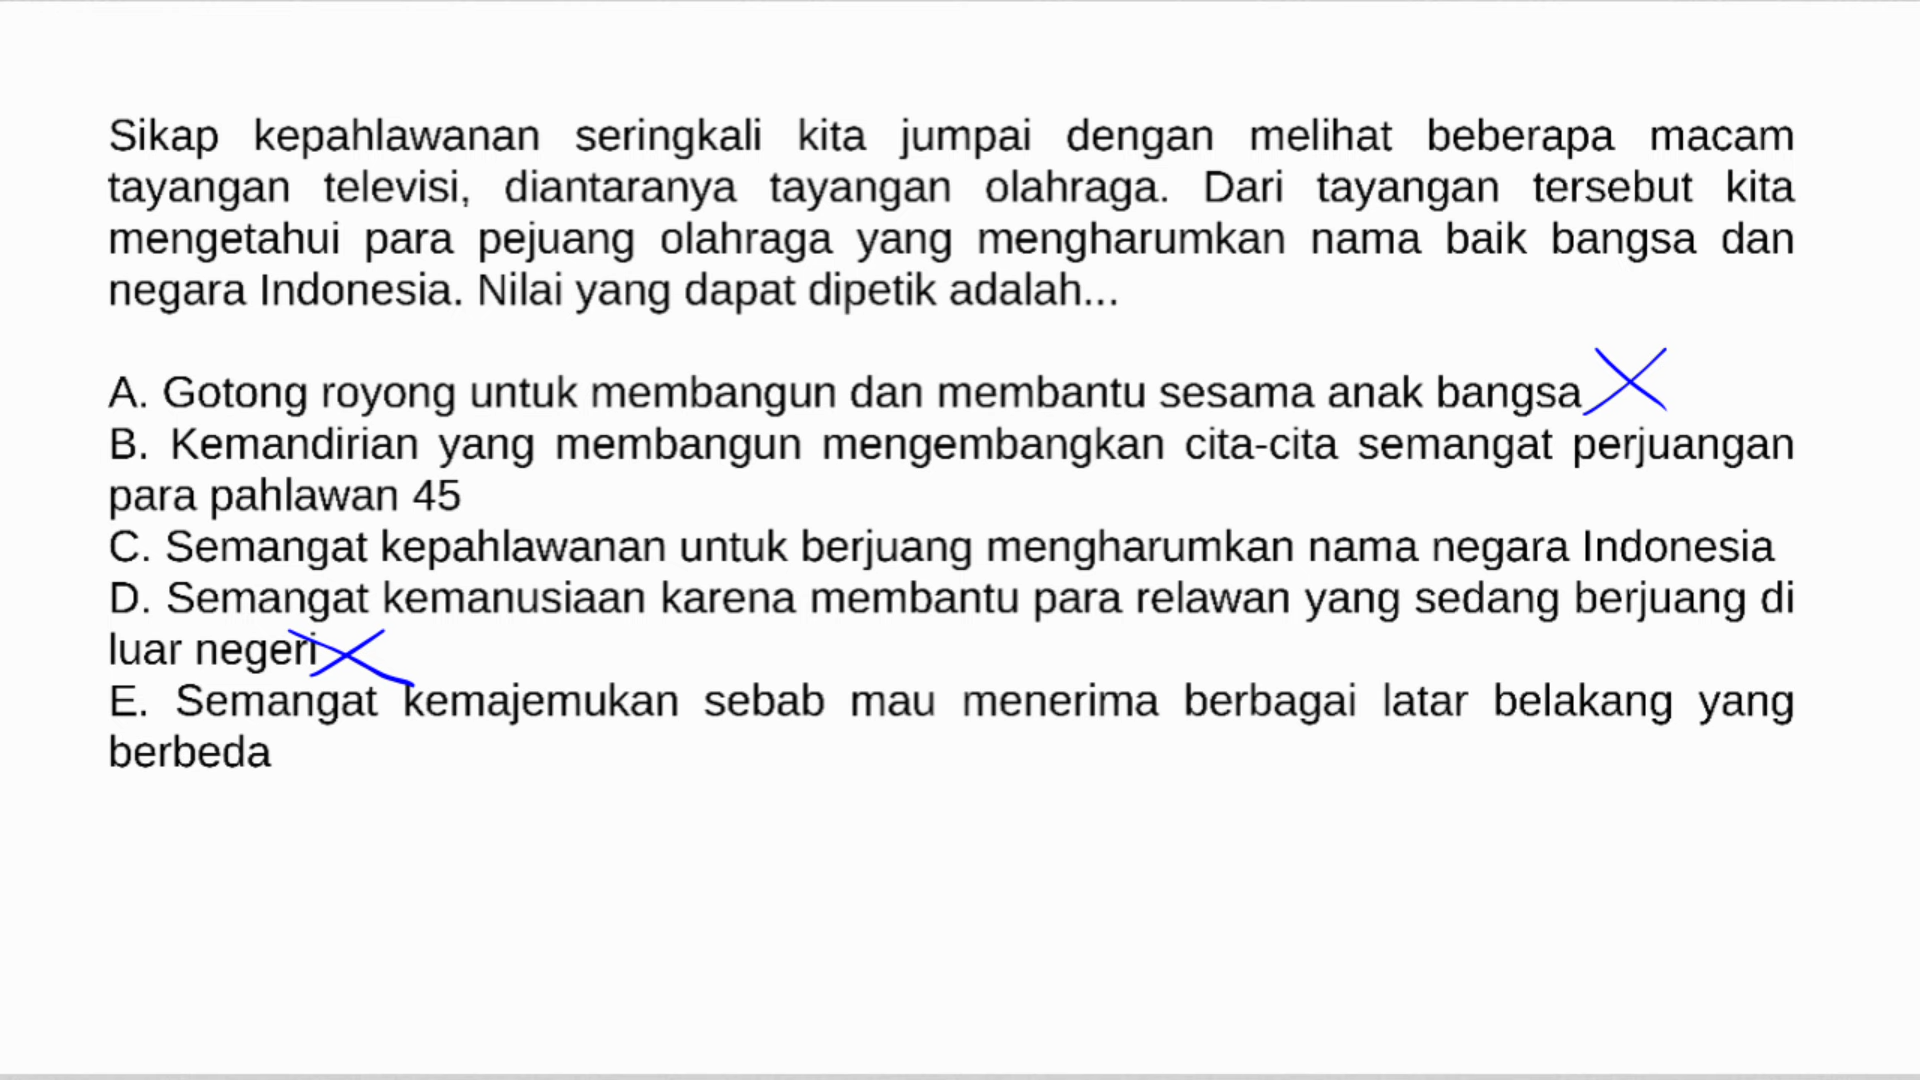 Sikap kepahlawanan seringkali kita jumpai dengan melihat beberapa macam
tayangan televisi, diantaranya tayangan olahraga. Dari tayangan tersebut kita
mengetahui para pejuang olahraga yang mengharumkan nama baik bangsa dan
negara Indonesia. Nilai yang dapat dipetik adalah...
A. Gotong royong untuk membangun dan membantu sesama anak bangsa
B. Kemandirian yang membangun mengembangkan cita-cita semangat perjuangan
para pahlawan 45
C. Semangat kepahlawanan untuk berjuang mengharumkan nama negara Indonesia
D. Semangat kemanusiaan karena membantu para relawan yang sedang berjuang di
luar negeri
E. Semangat kemajemukan sebab mau menerima berbagai latar belakang yang
berbeda